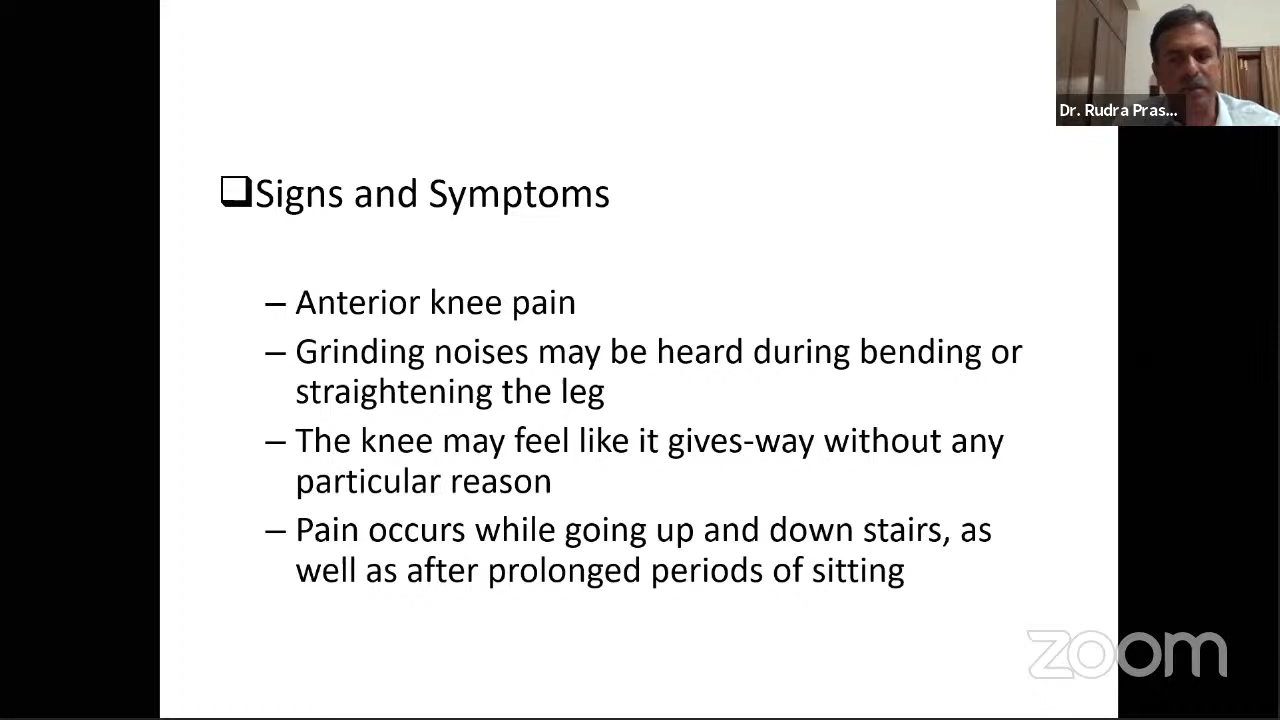 Dr. Rudra Pras...
❑Signs and Symptoms
– Anterior knee pain
– Grinding noises may be heard during bending or
straightening the leg
– The knee may feel like it gives-way without any
particular reason
– Pain occurs while going up and down stairs, as
well as after prolonged periods of sitting
zoom